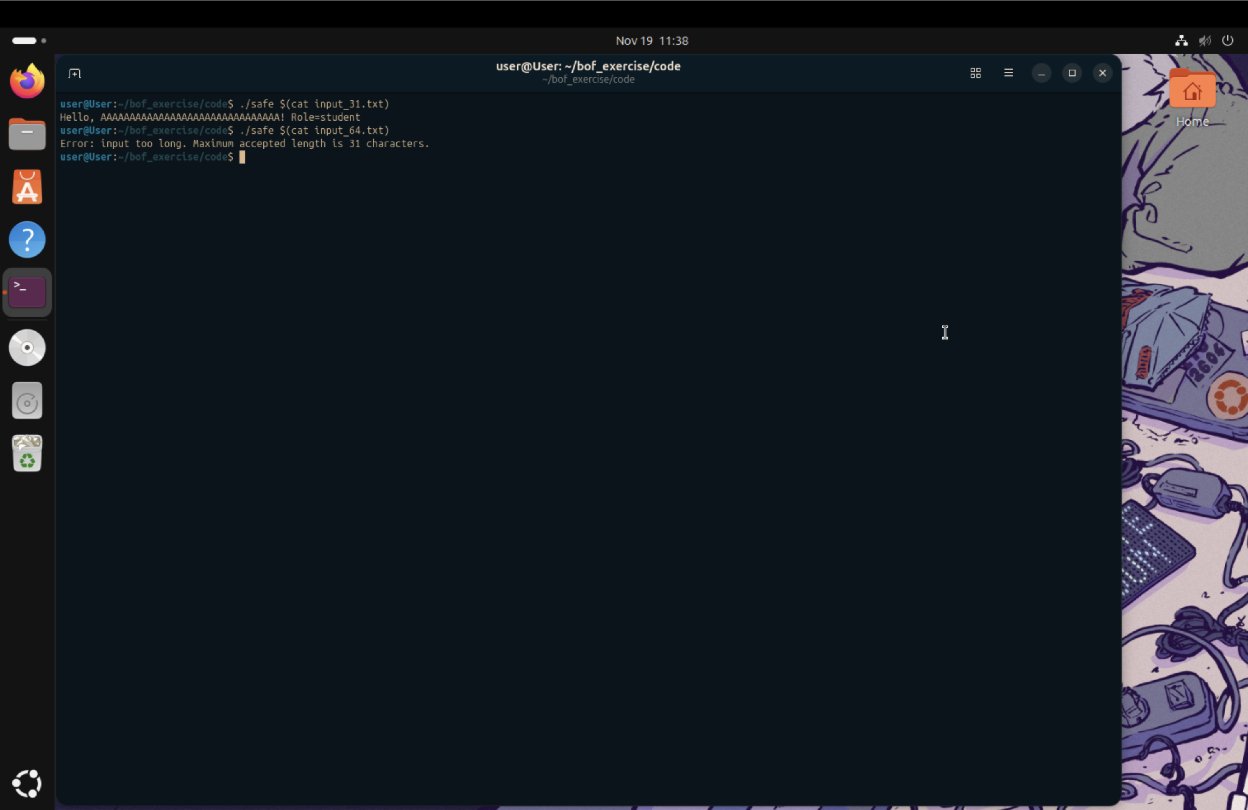 Nov 19 11:38
user@User: ~/bof_exercise/code
~/bof_exercise/code
user@User:~/bof_exercise/code$ ./safe $(cat input_31.txt)
Hello, AAAAAAAAAAAAAAAAAAAAAAAAAAAAAAA! Role=student
user@User:~/bof_exercise/code$ ./safe $(cat input_64.txt)
Error: input too long. Maximum accepted length is 31 characters.
user@User:~/bof_exercise/code$
Home
2604